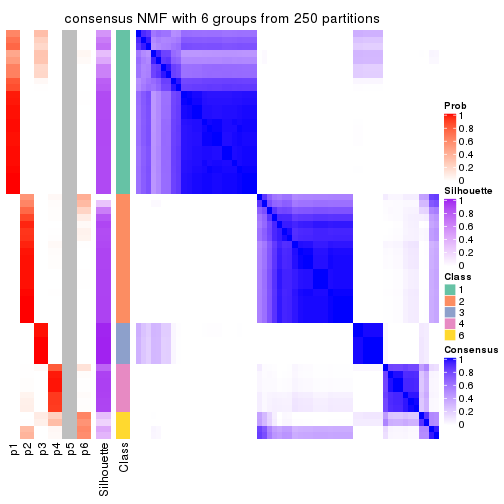 consensus NMF with 6 groups from 250 partitions
Prob
1
0.8
0.6
0.4
0.2
0
Silhouette
1
0.8
0.6
0.4
0.2
0
Class
1
2
3
4
6
Consensus
1
0.8
0.6
0.4
0.2
0
p1
p2
p3
p4
p5
p6
Silhouette
Class